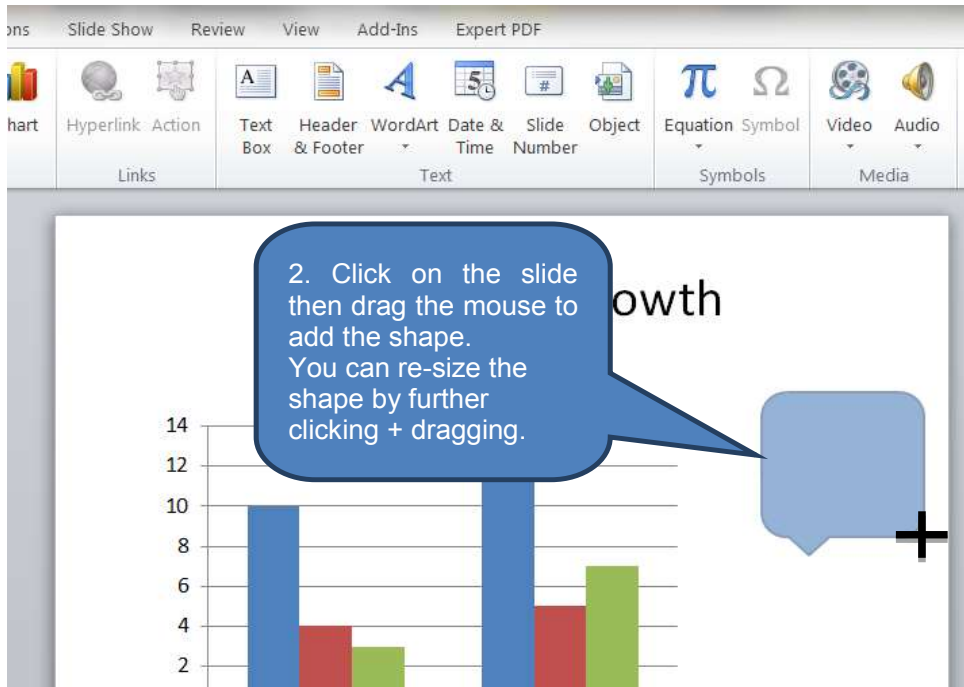 ons Slide Show Review View Add-Ins Expert PDF
hart Hyperlink Action Text Box Header & Footer WordArt Date & Time Slide Number Object Equation Symbol Video Audio
Links Text Symbols Media
2. Click on the slide
then drag the mouse to
add the shape.
You can re-size the
shape by further
clicking + dragging.
owth
14
12
10
8
6
4
2